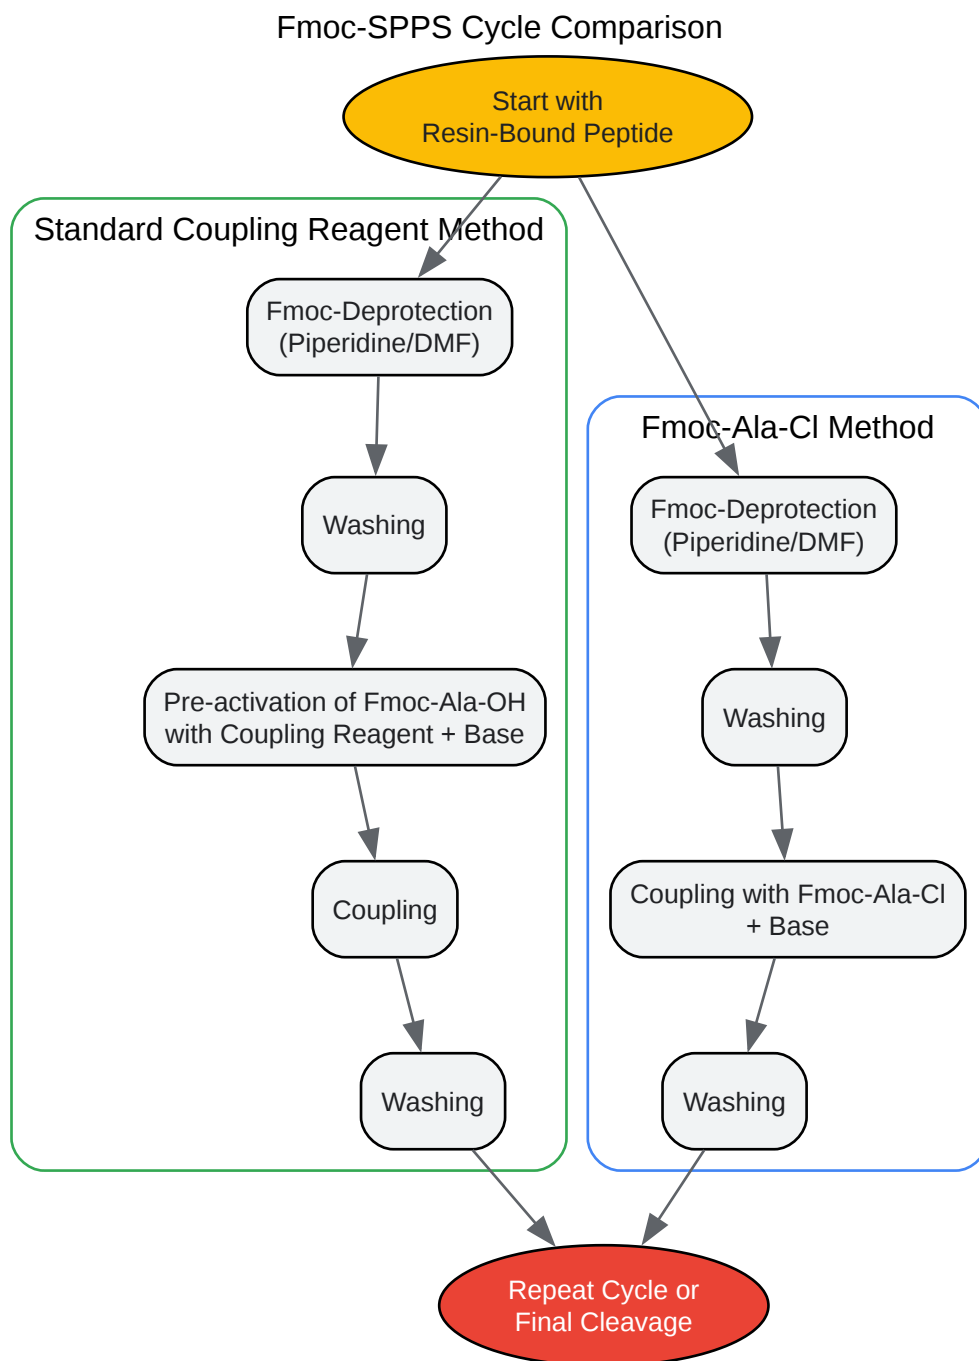 Fmoc-SPPS Cycle Comparison
Start with
Resin-Bound Peptide
Standard Coupling Reagent Method
Fmoc-Deprotection
(Piperidine/DMF)
Washing
Pre-activation of Fmoc-Ala-OH
with Coupling Reagent + Base
Coupling
Washing
Fmoc-Ala-Cl Method
Fmoc-Deprotection
(Piperidine/DMF)
Washing
Coupling with Fmoc-Ala-Cl
+ Base
Washing
Repeat Cycle or
Final Cleavage